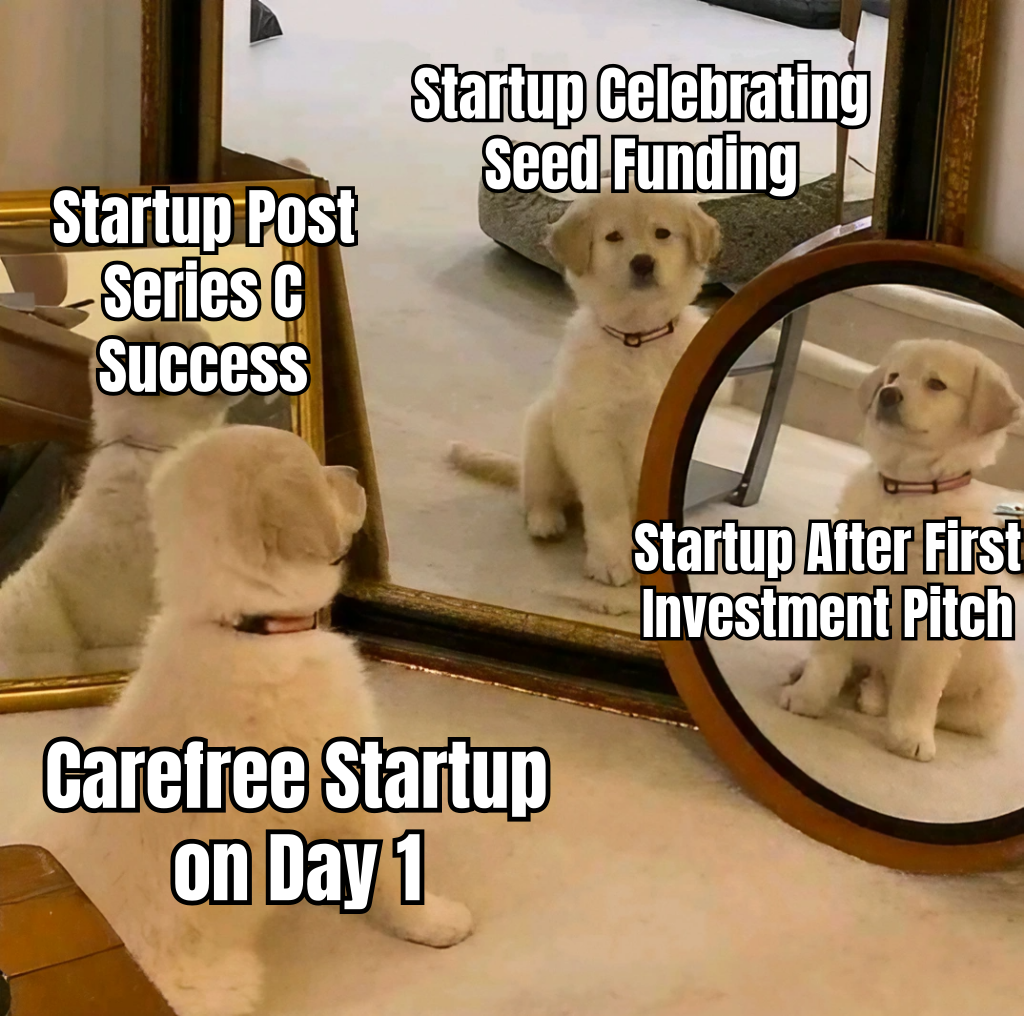 Startup Celebrating
Seed Funding
Startup Post
Series C
Success
Startup After First
Investment Pitch
Carefree Startup
on Day 1